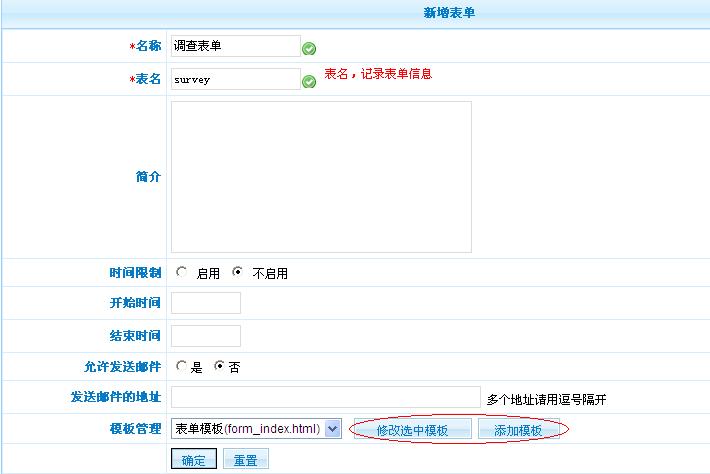 新增表单
*名称 调查表单
*表名 survey 表名，记录表单信息
简介
时间限制 启用 不启用
开始时间
结束时间
允许发送邮件 是 否
发送邮件的地址 多个地址请用逗号隔开
模板管理 表单模板(form_index.html) 修改选中模板 添加模板
确定 重置